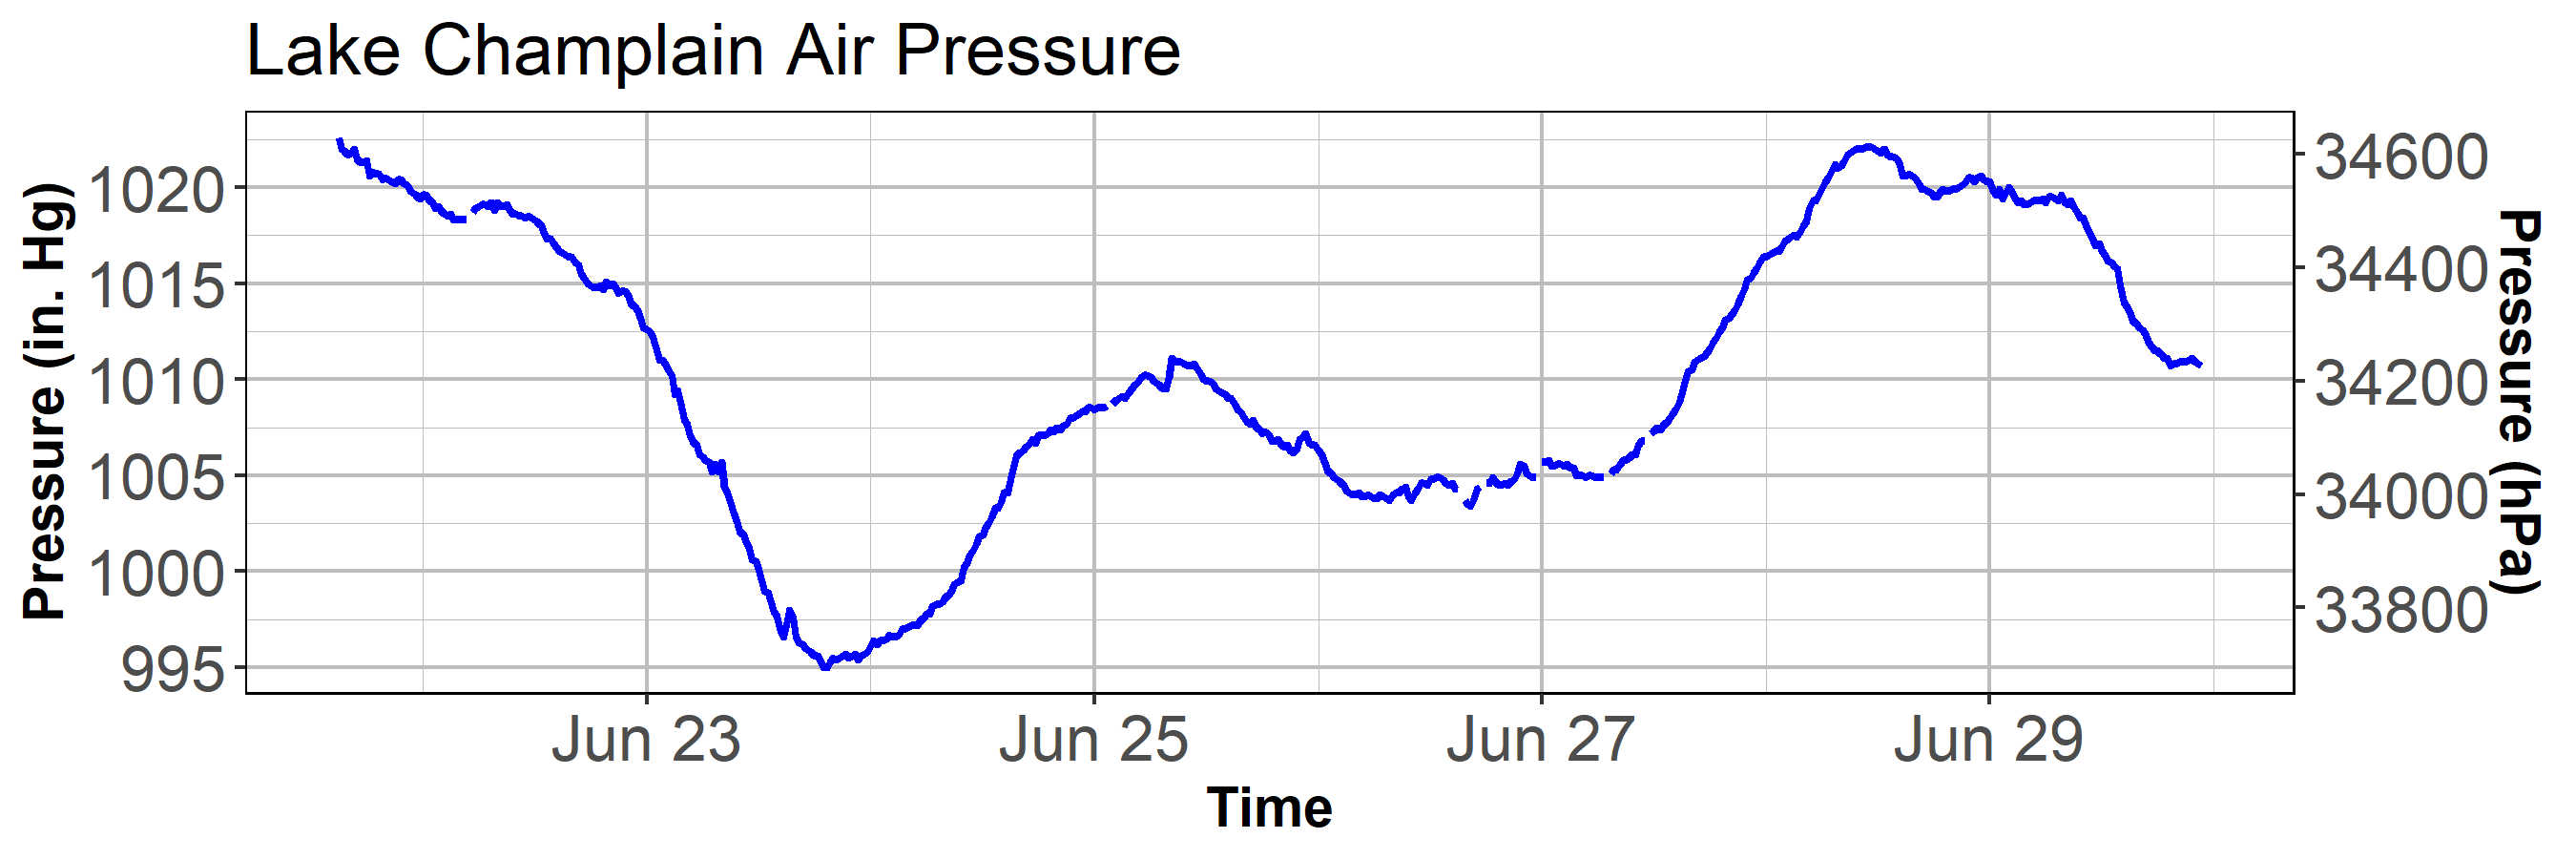 Lake Champlain Air Pressure
Pressure (in. Hg)
1020
1015
1010
1005
1000
995
34600
34400
34200
34000
33800
Pressure (hPa)
Jun 23
Jun 25
Jun 27
Jun 29
Time